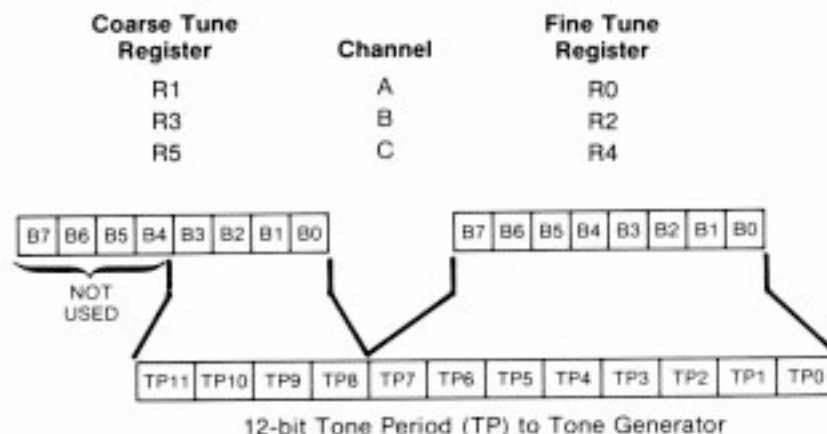 Coarse Tune Register Channel Fine Tune Register
R1 A R0
R3 B R2
R5 C R4
B7 B6 B5 B4 B3 B2 B1 B0 B7 B6 B5 B4 B3 B2 B1 B0
NOT USED
TP11 TP10 TP9 TP8 TP7 TP6 TP5 TP4 TP3 TP2 TP1 TP0
12-bit Tone Period (TP) to Tone Generator